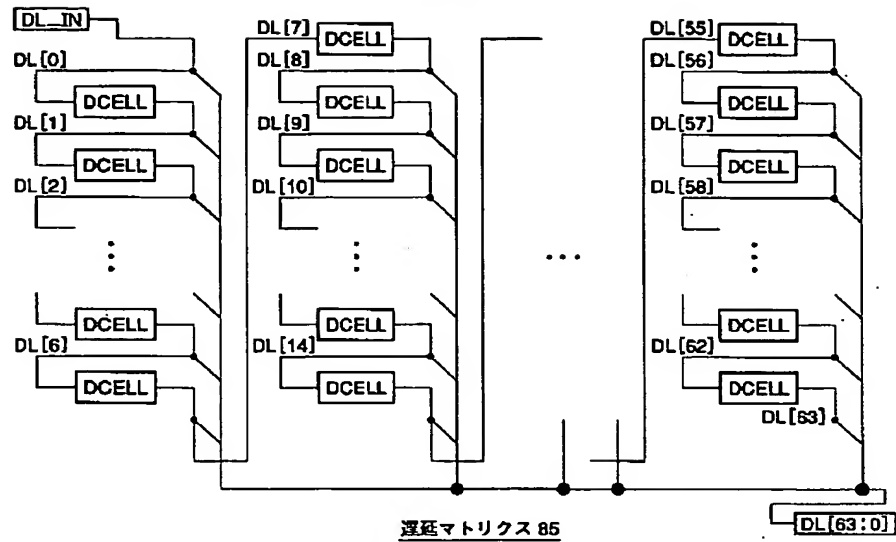 DL_IN
DL[0]
DCELL
DL[1]
DCELL
DL[2]
DCELL
DL[6]
DCELL
DL[7]
DCELL
DL[8]
DCELL
DL[9]
DCELL
DL[10]
DCELL
DL[14]
DCELL
DL[55]
DCELL
DL[56]
DCELL
DL[57]
DCELL
DL[58]
DCELL
DL[62]
DCELL
DL[63]
DL[63:0]
遅延マトリクス 85